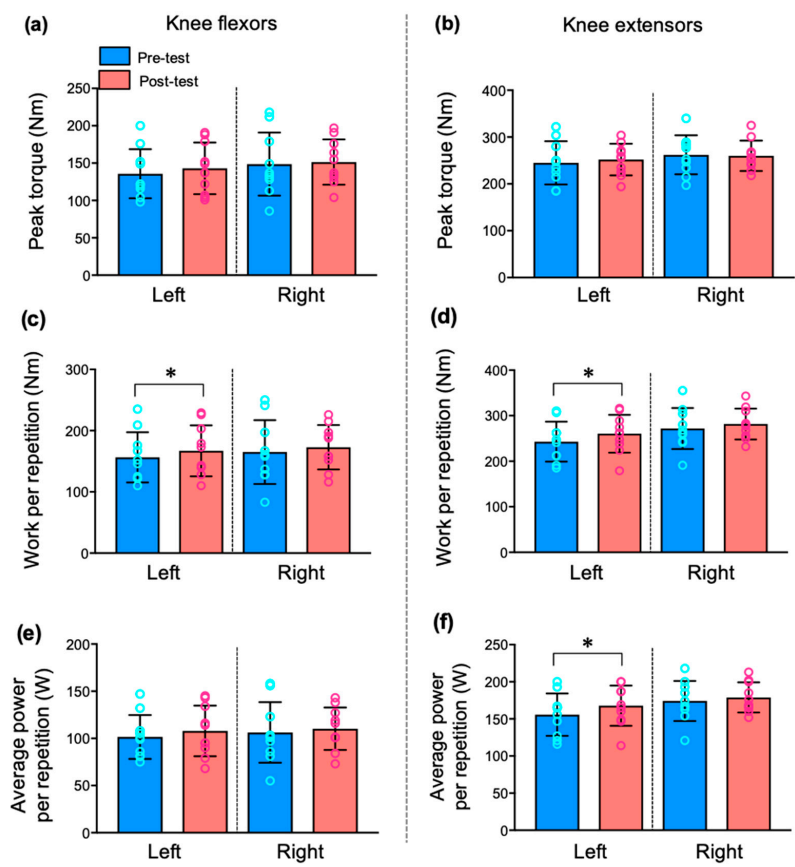 (a)
Knee flexors
Pre-test
Post-test
Peak torque (Nm)
250
200
150
100
50
0
Left
Right
(b)
Knee extensors
Peak torque (Nm)
400
300
200
100
0
Left
Right
(c)
Work per repetition (Nm)
300
200
100
0
*
Left
Right
(d)
Work per repetition (Nm)
400
300
200
100
0
*
Left
Right
(e)
Average power
per repetition (W)
200
150
100
50
0
Left
Right
(f)
Average power
per repetition (W)
250
200
150
100
50
0
*
Left
Right